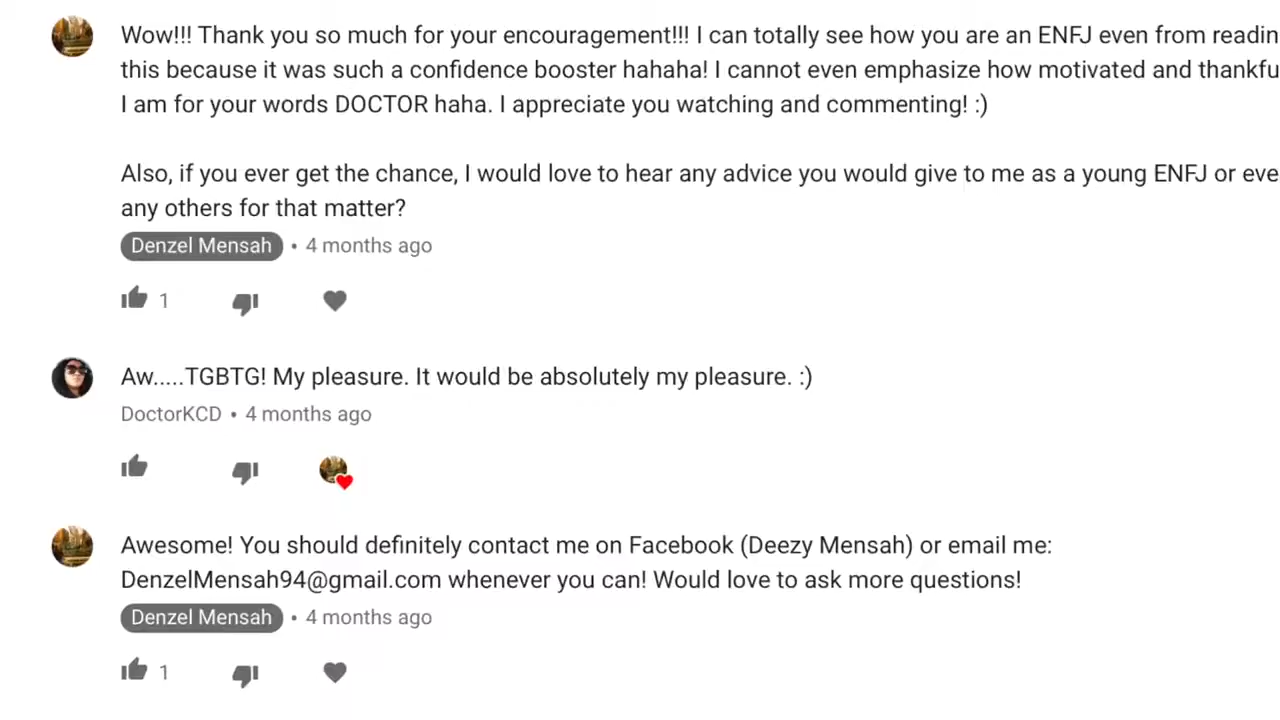 Wow!!! Thank you so much for your encouragement!!! I can totally see how you are an ENFJ even from readin
this because it was such a confidence booster hahaha! I cannot even emphasize how motivated and thankfu
I am for your words DOCTOR haha. I appreciate you watching and commenting! :)
Also, if you ever get the chance, I would love to hear any advice you would give to me as a young ENFJ or eve
any others for that matter?
Denzel Mensah • 4 months ago
1
Aw.....TGBTG! My pleasure. It would be absolutely my pleasure. :)
DoctorKCD • 4 months ago
Awesome! You should definitely contact me on Facebook (Deezy Mensah) or email me:
DenzelMensah94@gmail.com whenever you can! Would love to ask more questions!
Denzel Mensah • 4 months ago
1